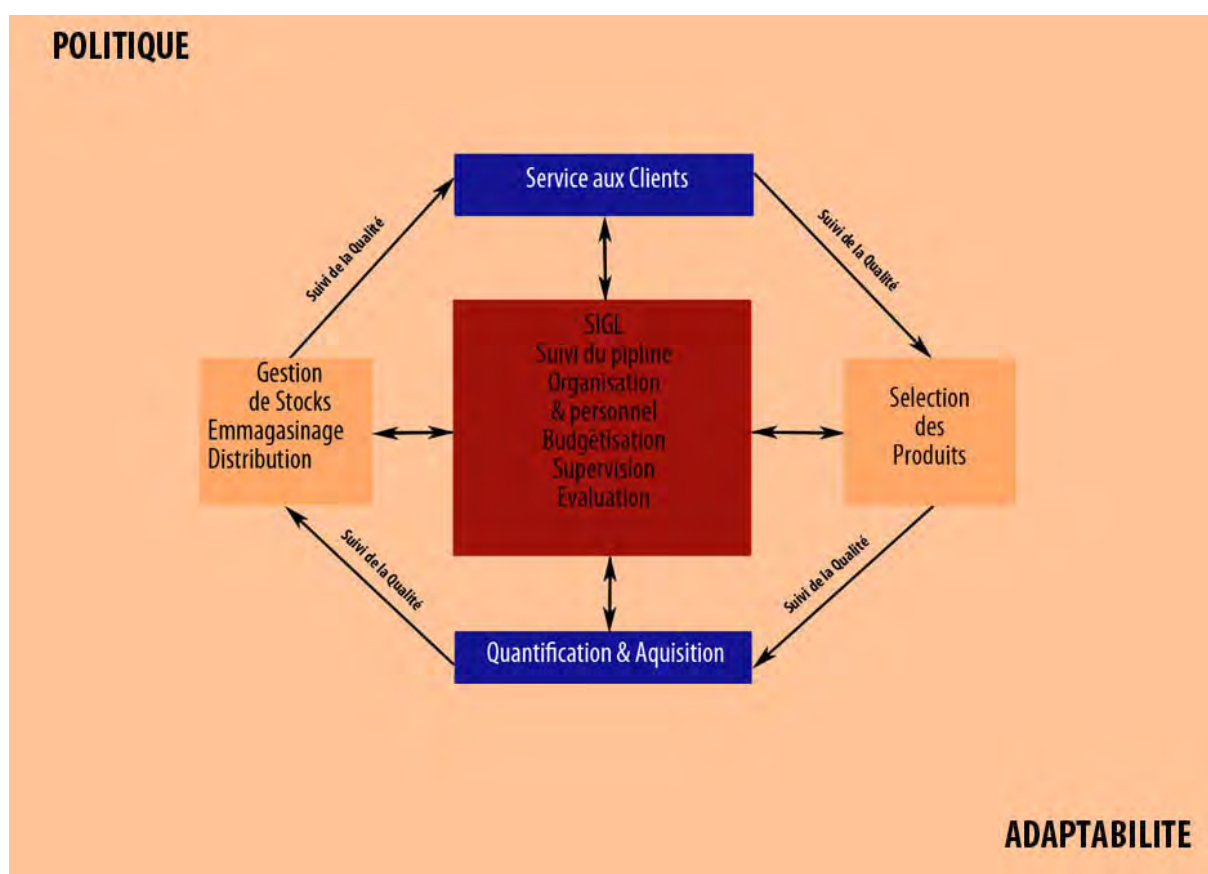 POLITIQUE
Service aux Clients
Suivi de la Qualité
Suivi de la Qualité
SIGL
Suivi du pipline
Organisation
& personnel
Budgétisation
Supervision
Evaluation
Gestion
de Stocks
Emmagasinage
Distribution
Selection
des
Produits
Suivi de la Qualité
Suivi de la Qualité
Quantification & Aquisition
ADAPTABILITE